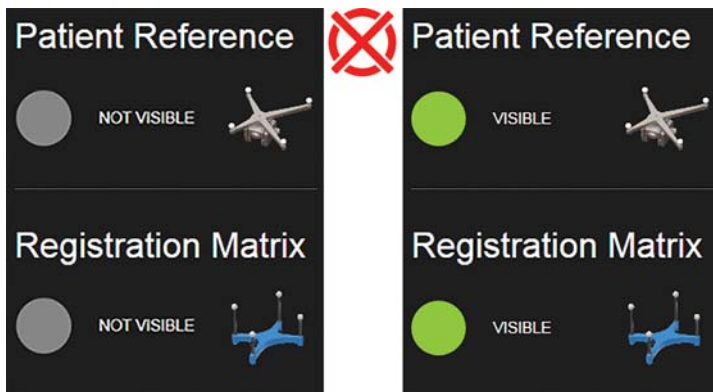 Patient Reference
NOT VISIBLE
Registration Matrix
NOT VISIBLE
Patient Reference
VISIBLE
Registration Matrix
VISIBLE